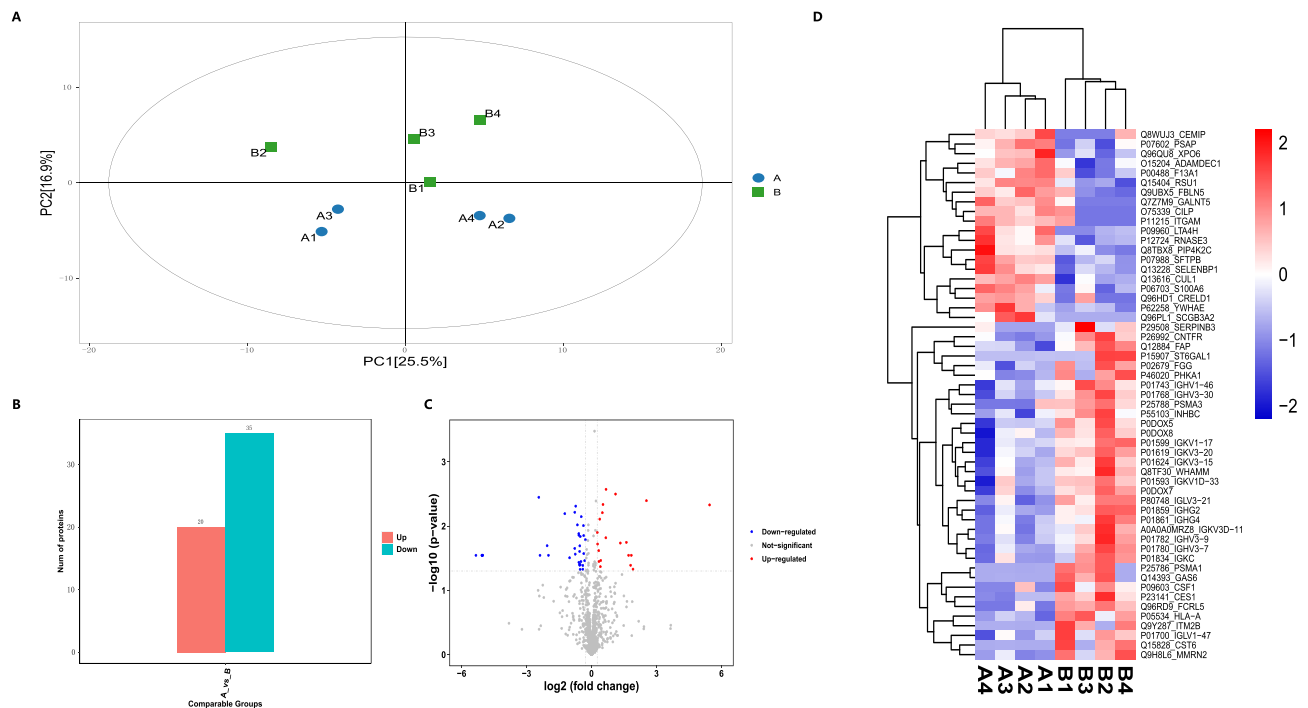 A
PC2[16.9%]
10
0
−10
−20
−10
0
10
20
PC1[25.5%]
B4
B3
B2
B1
A3
A4
A2
A1
A
B
B
Num of proteins
30
20
10
0
20
35
A_vs_B
Comparable Groups
Up
Down
C
−log10 (p−value)
3
2
1
0
−6
−3
0
3
6
log2 (fold change)
Down−regulated
Not−significant
Up−regulated
D
Q8WUJ3_CEMIP
P07602_PSAP
Q96QU8_XPO6
O15204_ADAMDEC1
P00488_F13A1
Q15404_RSU1
Q9UBX5_FBLN5
Q7Z7M9_GALNT5
O75339_CILP
P11215_ITGAM
P09960_LTA4H
P12724_RNASE3
Q8TBX8_PIP4K2C
P07988_SFTPB
Q13228_SELENBP1
Q13616_CUL1
P06703_S100A6
Q96HD1_CRELD1
P62258_YWHAE
Q96PL1_SCGB3A2
P29508_SERPINB3
P26992_CNTFR
Q12884_FAP
P15907_ST6GAL1
P02679_FGG
P46020_PHKA1
P01743_IGHV1-46
P01768_IGHV3-30
P25788_PSMA3
P55103_INHBC
P0DOX5
P0DOX8
P01599_IGKV1-17
P01619_IGKV3-20
P01624_IGKV3-15
Q8TF30_WHAMM
P01593_IGKV1D-33
P0DOX7
P80748_IGLV3-21
P01859_IGHG2
P01861_IGHG4
A0A0A0MRZ8_IGKV3D-11
P01782_IGHV3-9
P01780_IGHV3-7
P01834_IGKC
P25786_PSMA1
Q14393_GAS6
P09603_CSF1
P23141_CES1
Q96RD9_FCRL5
P05534_HLA-A
Q9Y287_ITM2B
P01700_IGLV1-47
Q15828_CST6
Q9H8L6_MMRN2
A4
A3
A2
A1
B1
B3
B2
B4
2
1
0
−1
−2